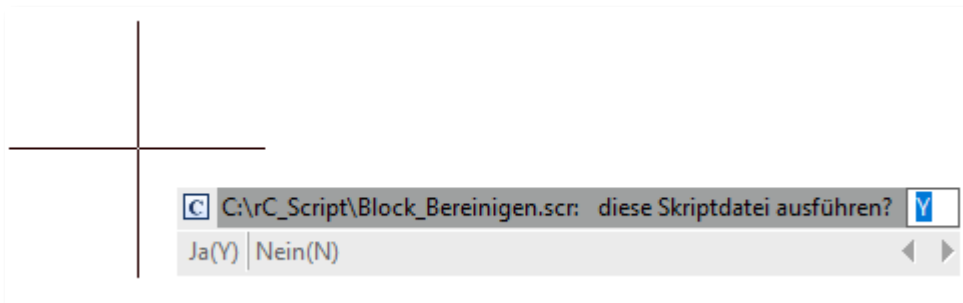 C C:\rC_Script\Block_Bereinigen.scr: diese Skriptdatei ausführen? Y
Ja(Y) Nein(N)